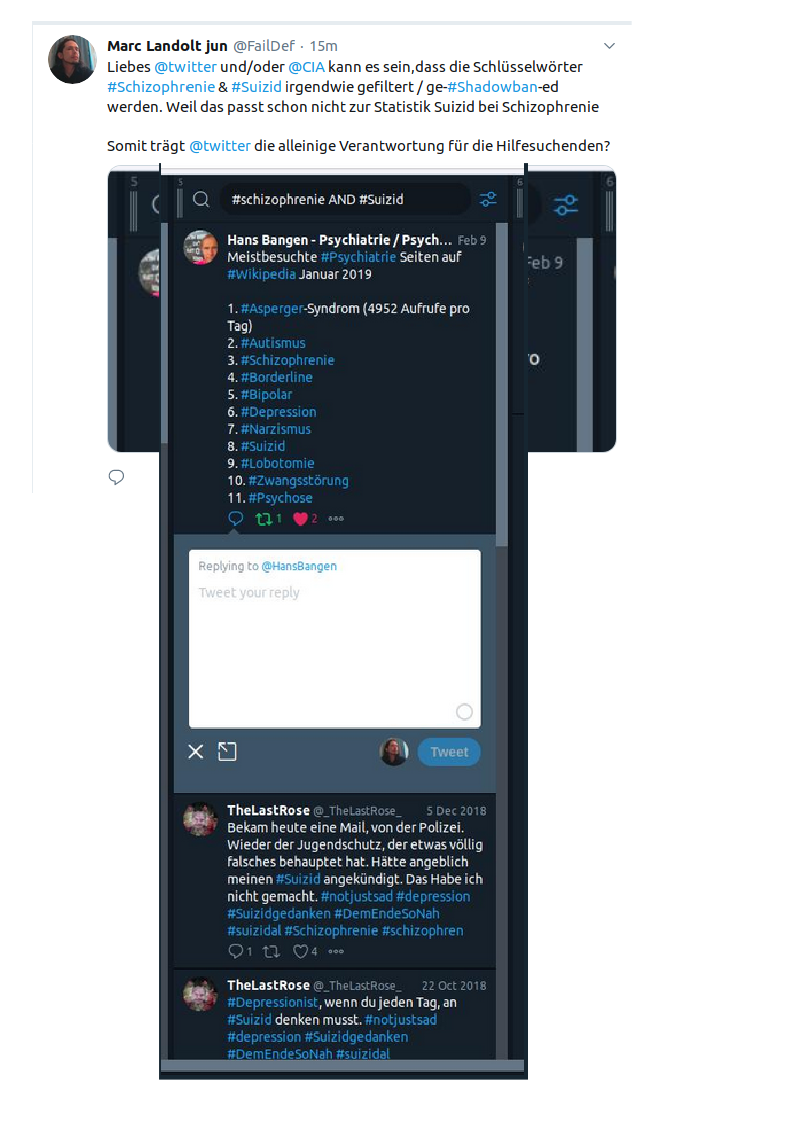 Marc Landolt jun @FailDef · 15m
Liebes @twitter und/oder @CIA kann es sein,dass die Schlüsselwörter
#Schizophrenie & #Suizid irgendwie gefiltert / ge-#Shadowban-ed
werden. Weil das passt schon nicht zur Statistik Suizid bei Schizophrenie
Somit trägt @twitter die alleinige Verantwortung für die Hilfesuchenden?
5
5
6
6
#schizophrenie AND #Suizid
Hans Bangen - Psychiatrie / Psych... Feb 9
Feb 9
Meistbesuchte #Psychiatrie Seiten auf
#Wikipedia Januar 2019
1. #Asperger-Syndrom (4952 Aufrufe pro
Tag)
2. #Autismus
3. #Schizophrenie
ro
4. #Borderline
5. #Bipolar
6. #Depression
7. #Narzismus
8. #Suizid
9. #Lobotomie
10. #Zwangsstörung
11. #Psychose
1 2
Replying to @HansBangen
Tweet your reply
Tweet
TheLastRose @_TheLastRose_ 5 Dec 2018
Bekam heute eine Mail, von der Polizei.
Wieder der Jugendschutz, der etwas völlig
falsches behauptet hat. Hätte angeblich
meinen #Suizid angekündigt. Das Habe ich
nicht gemacht. #notjustsad #depression
#Suizidgedanken #DemEndeSoNah
#suizidal #Schizophrenie #schizophren
1 4
TheLastRose @_TheLastRose_ 22 Oct 2018
#Depressionist, wenn du jeden Tag, an
#Suizid denken musst. #notjustsad
#depression #Suizidgedanken
#DemEndeSoNah #suizidal